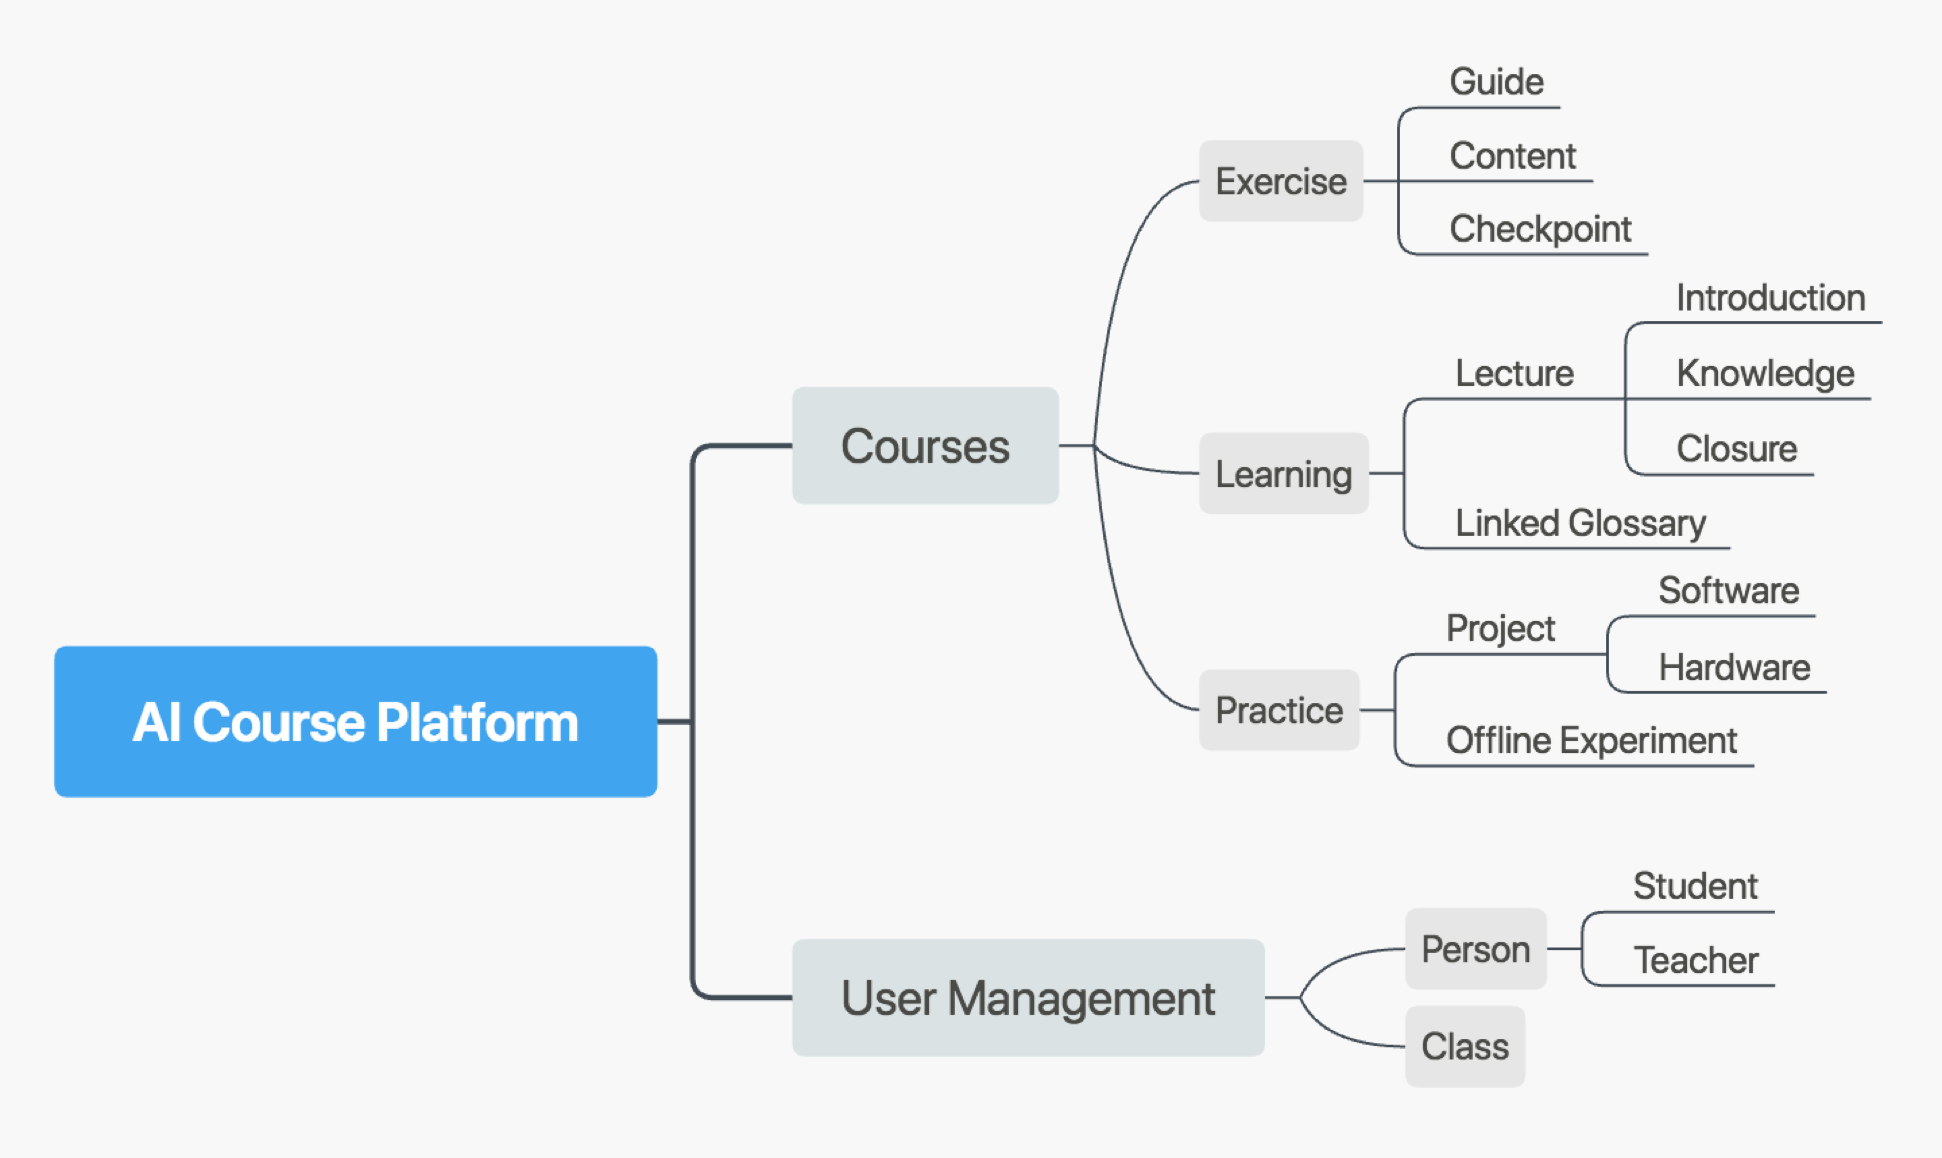 AI Course Platform
Courses
Exercise
Guide
Content
Checkpoint
Learning
Lecture
Introduction
Knowledge
Closure
Linked Glossary
Practice
Project
Software
Hardware
Offline Experiment
User Management
Person
Student
Teacher
Class